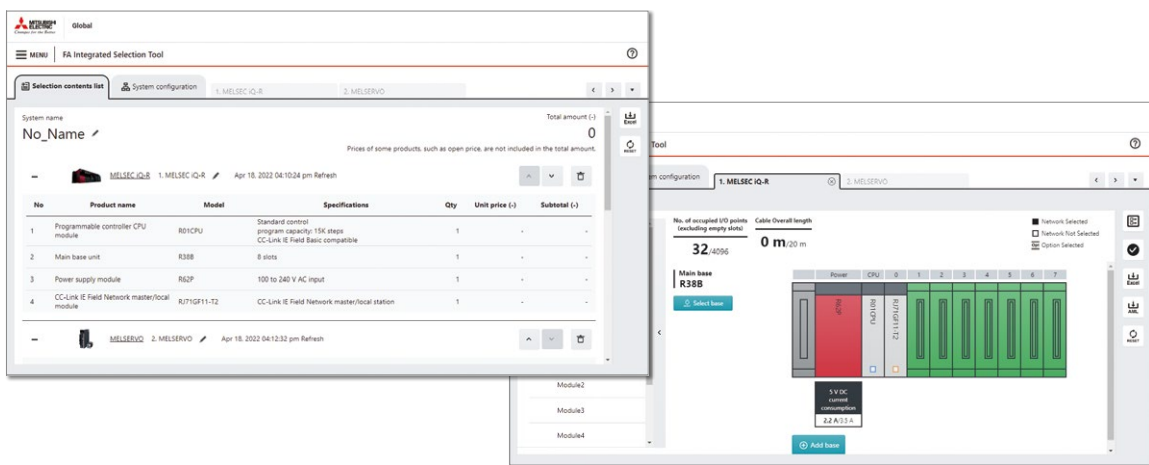 MITSUBISHI
ELECTRIC
Changes for the Better
Global
MENU FA Integrated Selection Tool
Selection contents list System configuration 1. MELSEC iQ-R 2. MELSERVO
System name Total amount (-)
No_Name 0
Prices of some products, such as open price, are not included in the total amount.
Excel
RESET
MELSEC iQ-R 1. MELSEC iQ-R Apr 18, 2022 04:10:24 pm Refresh
No Product name Model Specifications Qty Unit price (-) Subtotal (-)
1 Programmable controller CPU module R01CPU Standard control
program capacity: 15K steps
CC-Link IE Field Basic compatible 1 - -
2 Main base unit R38B 8 slots 1 - -
3 Power supply module R62P 100 to 240 V AC input 1 - -
4 CC-Link IE Field Network master/local module RJ71GF11-T2 CC-Link IE Field Network master/local station 1 - -
MELSERVO 2. MELSERVO Apr 18, 2022 04:12:32 pm Refresh
Tool
em configuration 1. MELSEC iQ-R 2. MELSERVO
No. of occupied I/O points
(excluding empty slots)
32/4096
Cable Overall length
0 m/20 m
Network Selected
Network Not Selected
Option Selected
Main base
R38B
Select base
Power CPU 0 1 2 3 4 5 6 7
R62P
R01CPU
RJ71GF11-T2
5 V DC
current
consumption
2.2 A/3.5 A
Add base
Module2
Module3
Module4
Excel
AML
RESET